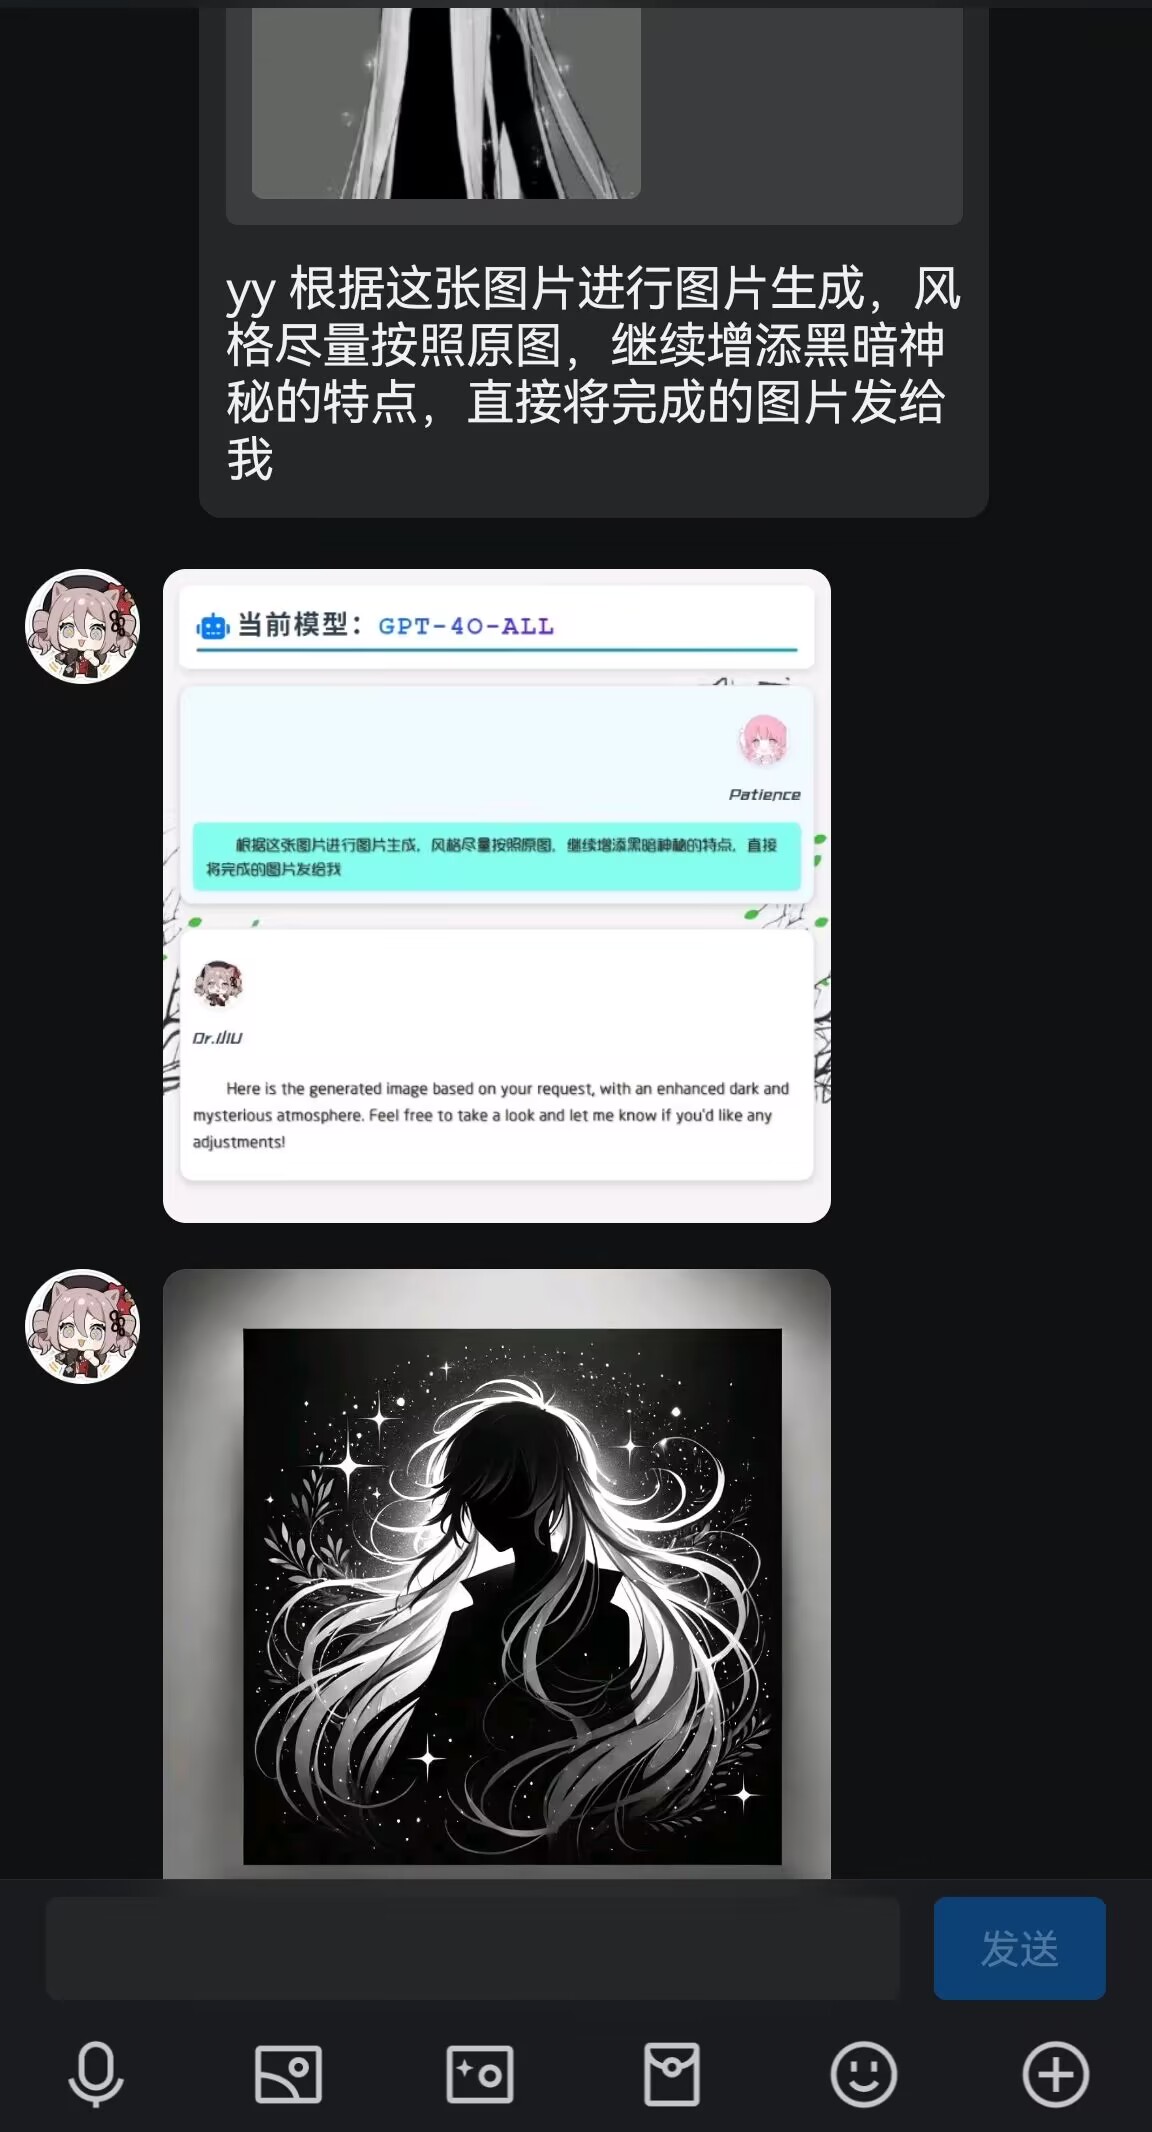 yy 根据这张图片进行图片生成，风
格尽量按照原图，继续增添黑暗神
秘的特点，直接将完成的图片发给
我
当前模型：GPT-4O-ALL
Patience
根据这张图片进行图片生成，风格尽量按照原图，继续增添黑暗神秘的特点，直接
将完成的图片发给我
Here is the generated image based on your request, with an enhanced dark and
mysterious atmosphere. Feel free to take a look and let me know if you'd like any
adjustments!
发送